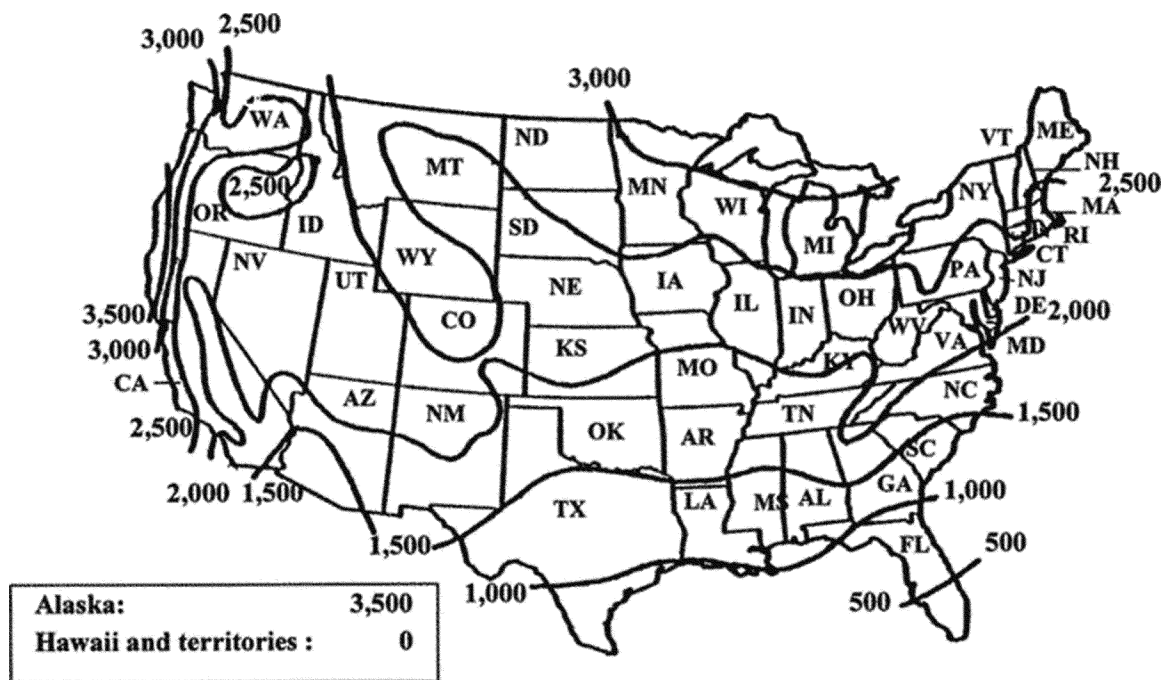 2,500
3,000
3,000
WA
ND
VT
ME
MT
NH
2,500
MN
2,500
NY
OR
WI
MA
ID
SD
MI
RI
CT
NV
WY
PA
UT
NE
IA
NJ
IL
IN
OH
DE
2,000
3,500
CO
WV
VA
3,000
KS
MD
CA
MO
KY
AZ
NM
TN
NC
1,500
2,500
OK
AR
SC
2,000
1,500
GA
1,000
TX
LA
MS
AL
1,500
FL
500
1,000
500
Alaska: 3,500
Hawaii and territories : 0